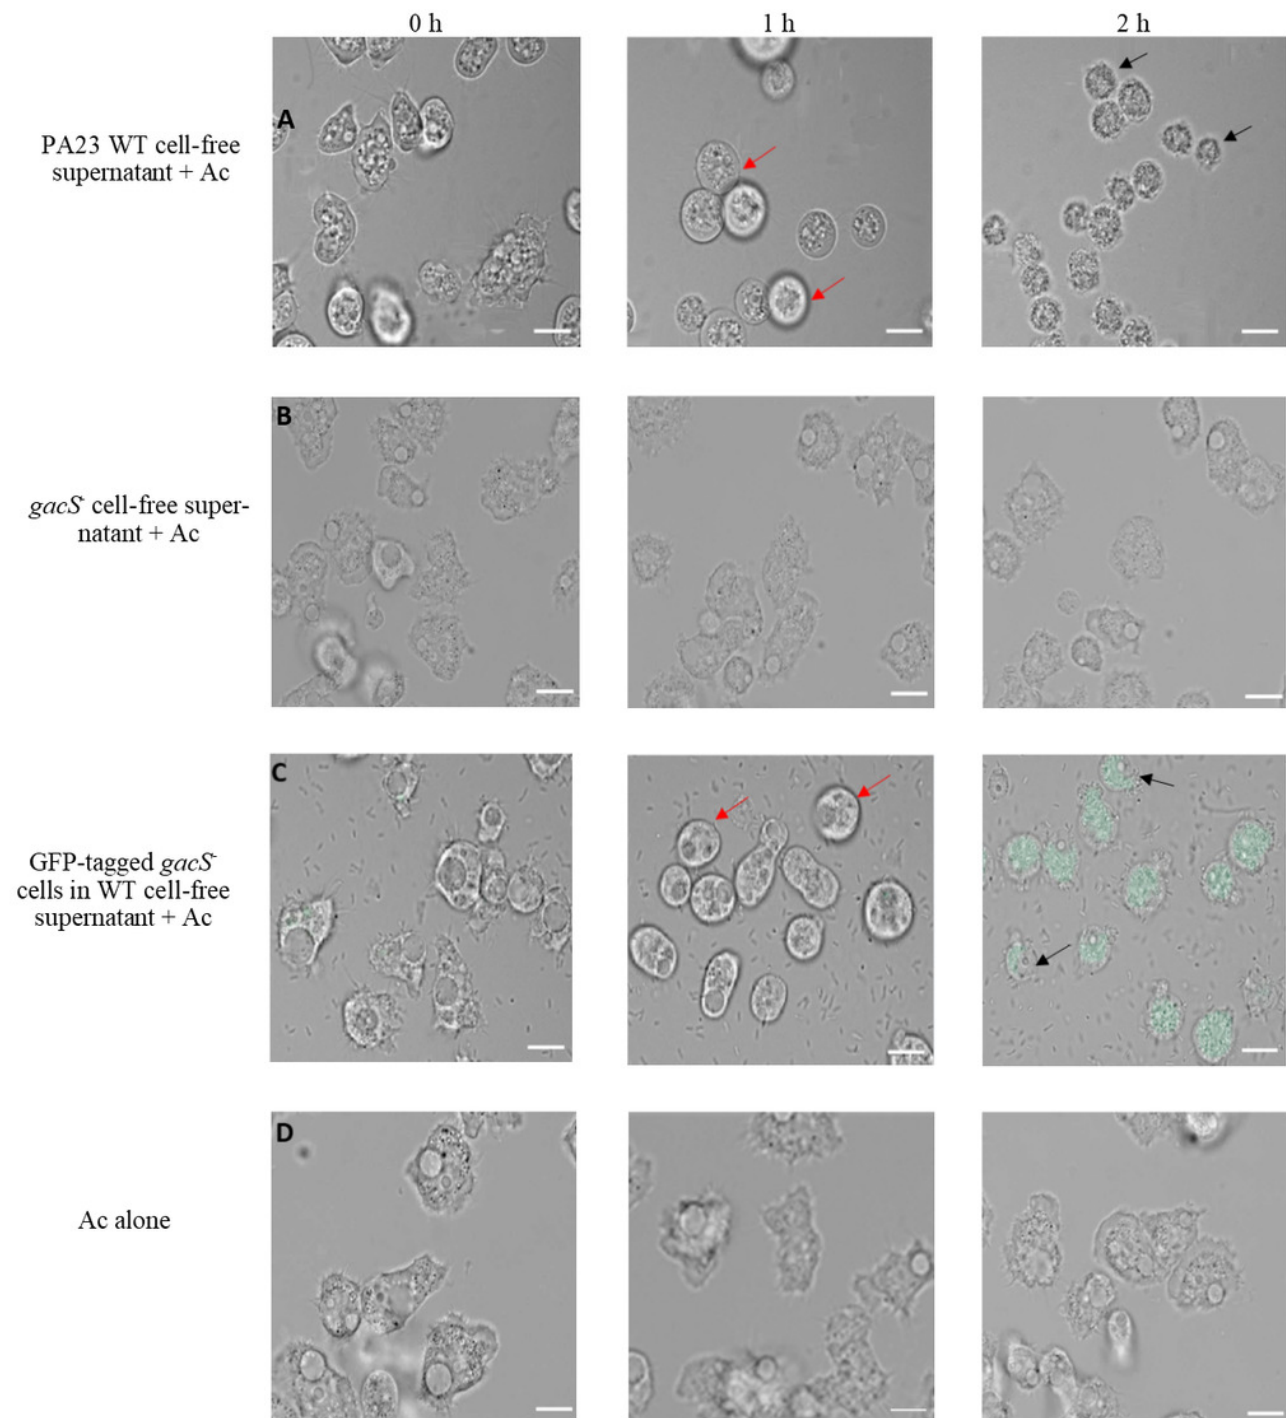 0 h
1 h
2 h
PA23 WT cell-free
supernatant + Ac
A
gacS- cell-free super-
natant + Ac
B
GFP-tagged gacS-
cells in WT cell-free
supernatant + Ac
C
Ac alone
D